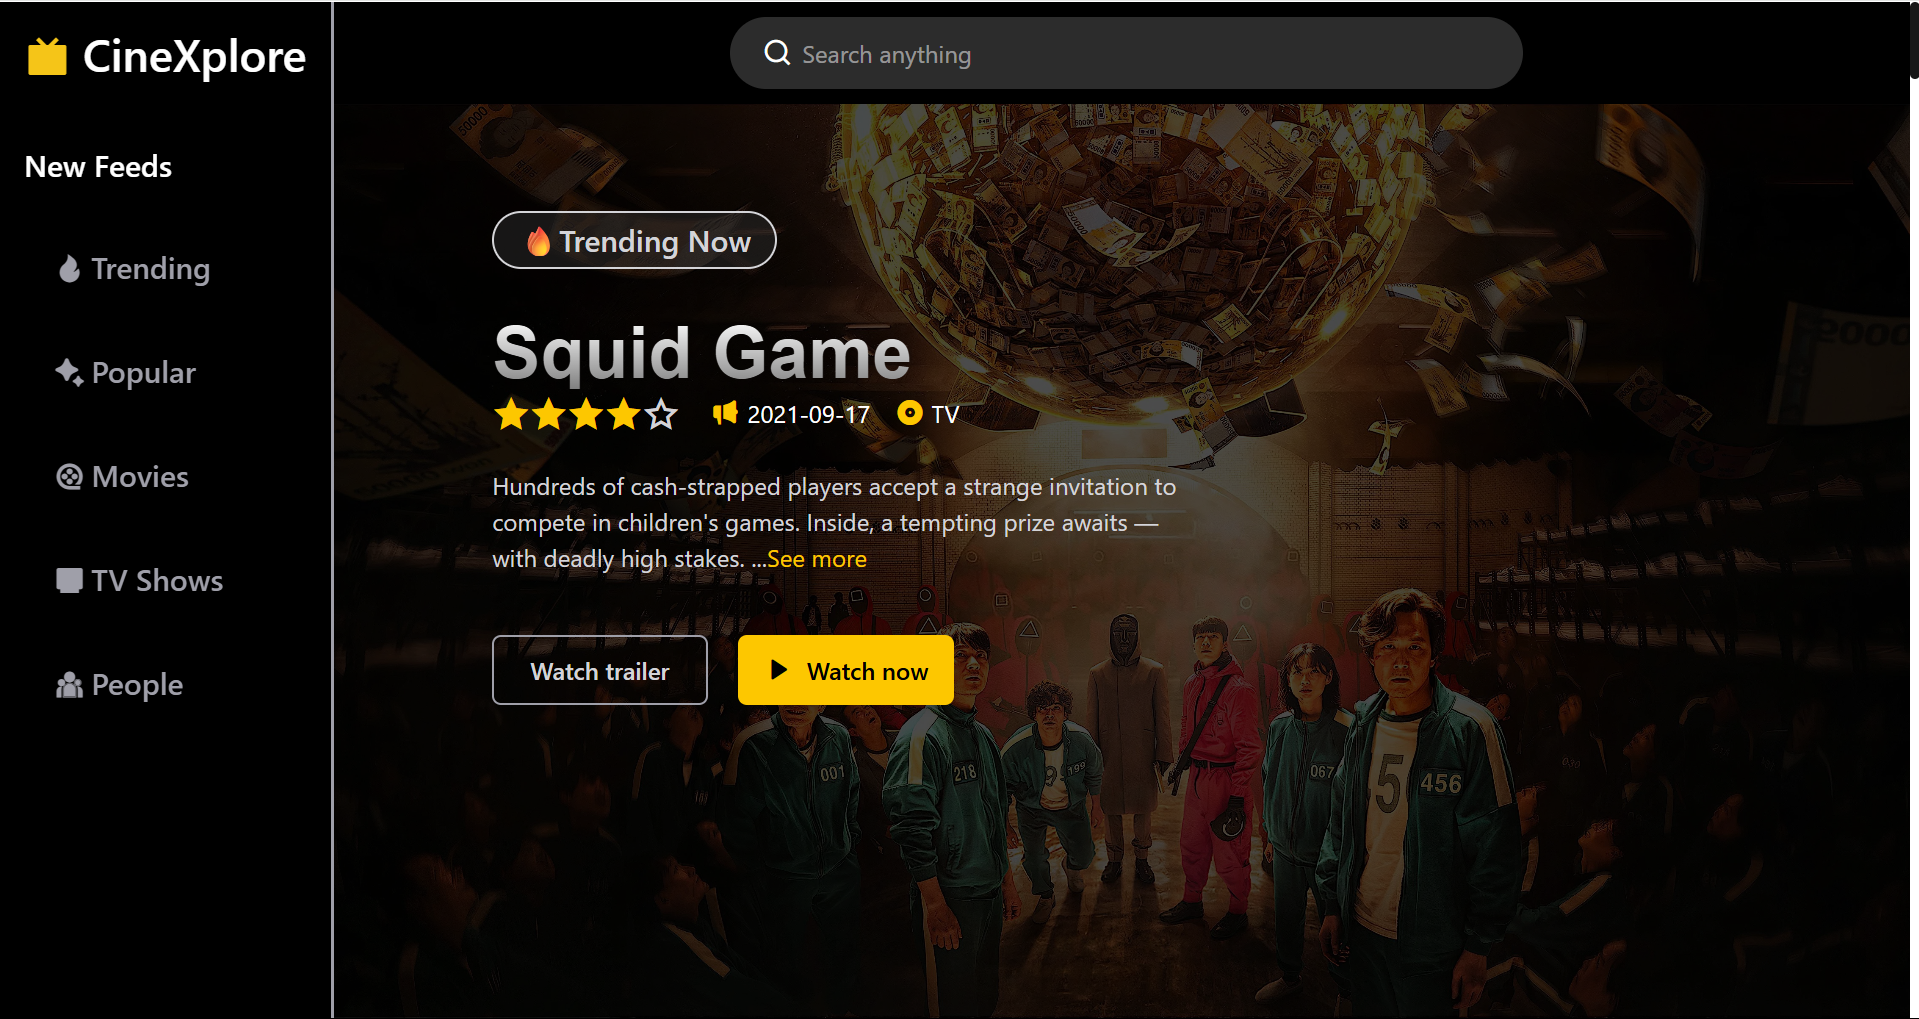 CineXplore
Search anything
New Feeds
Trending
Popular
Movies
TV Shows
People
Trending Now
Squid Game
2021-09-17 TV
Hundreds of cash-strapped players accept a strange invitation to
compete in children's games. Inside, a tempting prize awaits —
with deadly high stakes. ...See more
Watch trailer
Watch now
50000
001
218
199
067
456